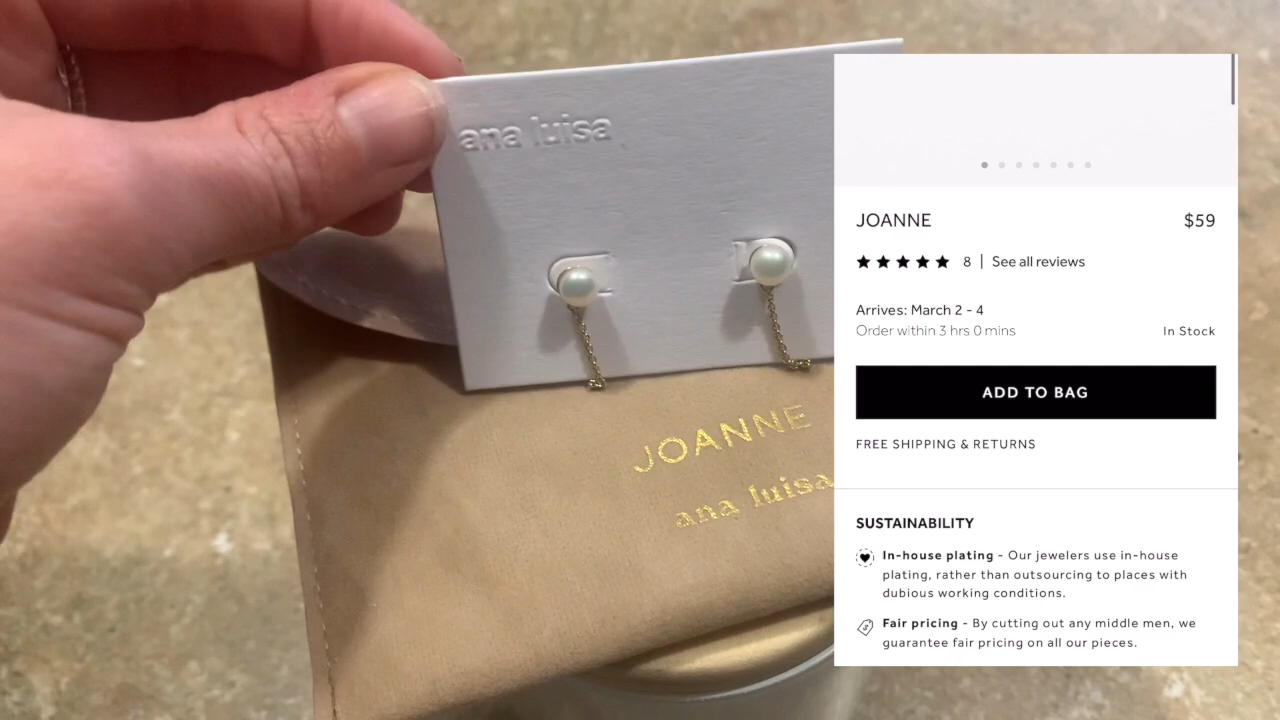 ana luisa
JOANNE
ana luisa
JOANNE $59
8 | See all reviews
Arrives: March 2 - 4
Order within 3 hrs 0 mins In Stock
ADD TO BAG
FREE SHIPPING & RETURNS
SUSTAINABILITY
In-house plating - Our jewelers use in-house
plating, rather than outsourcing to places with
dubious working conditions.
Fair pricing - By cutting out any middle men, we
guarantee fair pricing on all our pieces.